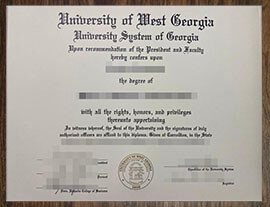 University of West Georgia
University System of Georgia
Upon recommendation of the President and Faculty
hereby confers upon
the degree of
with all the rights, honors, and privileges
thereunto appertaining
In witness whereof, the Seal of the University and the signatures of duly
authorized officers are affixed to this diploma. Given at Carrollton, in the State